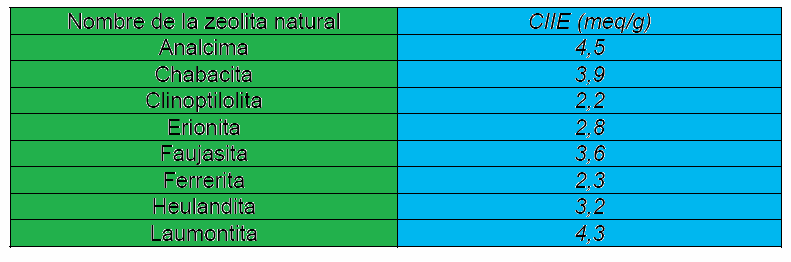 Nombre de la zeolita natural CIIE (meq/g)
Analcima 4,5
Chabacita 3,9
Clinoptilolita 2,2
Erionita 2,8
Faujasita 3,6
Ferrerita 2,3
Heulandita 3,2
Laumontita 4,3